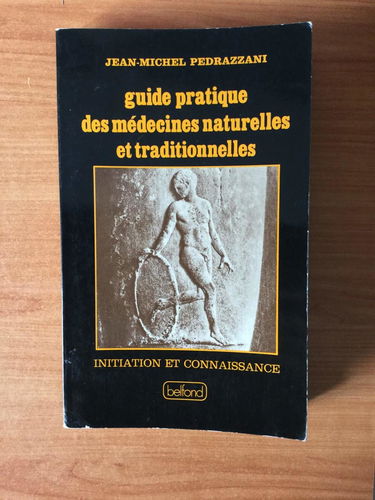 JEAN-MICHEL PEDRAZZANI
guide pratique
des médecines naturelles
et traditionnelles
INITIATION ET CONNAISSANCE
belfond